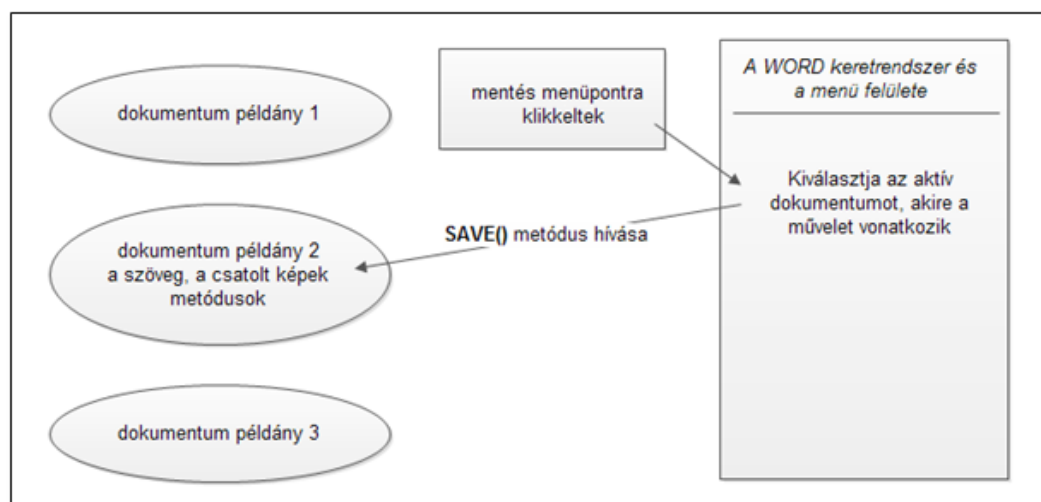 dokumentum példány 1
mentés menüpontra
klikkeltek
A WORD keretrendszer és
a menü felülete
Kiválasztja az aktív
dokumentumot, akire a
művelet vonatkozik
SAVE() metódus hívása
dokumentum példány 2
a szöveg, a csatolt képek
metódusok
dokumentum példány 3